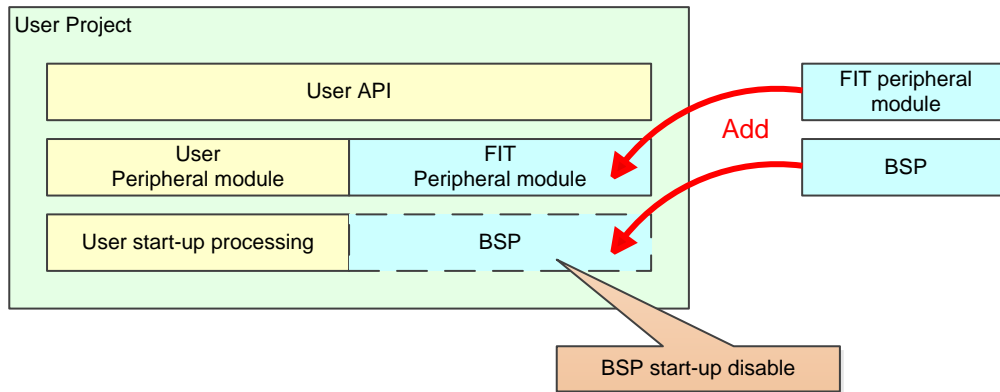 User Project
User API
FIT peripheral
module
Add
User
Peripheral module
FIT
Peripheral module
BSP
User start-up processing
BSP
BSP start-up disable